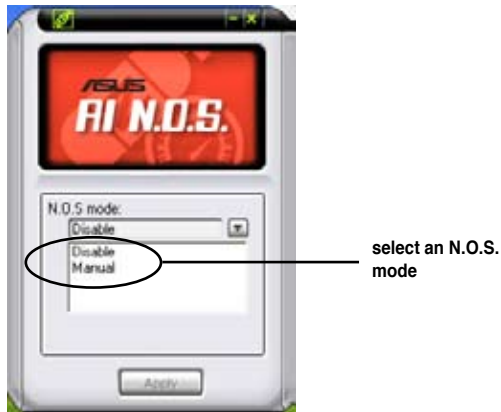 ASUS
AI N.O.S.
N.O.S mode:
Disable
Disable
Manual
select an N.O.S.
mode
Apply